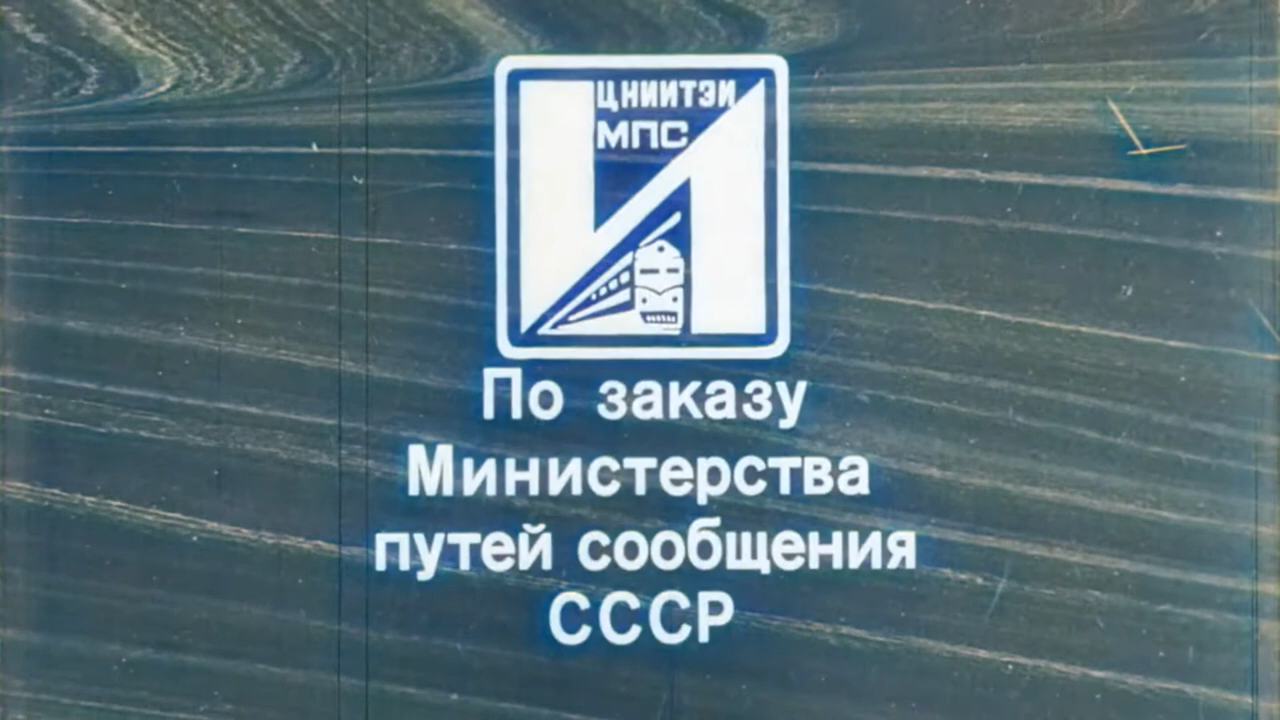 ЦНИИТЭИ
МПС
По заказу
Министерства
путей сообщения
СССР